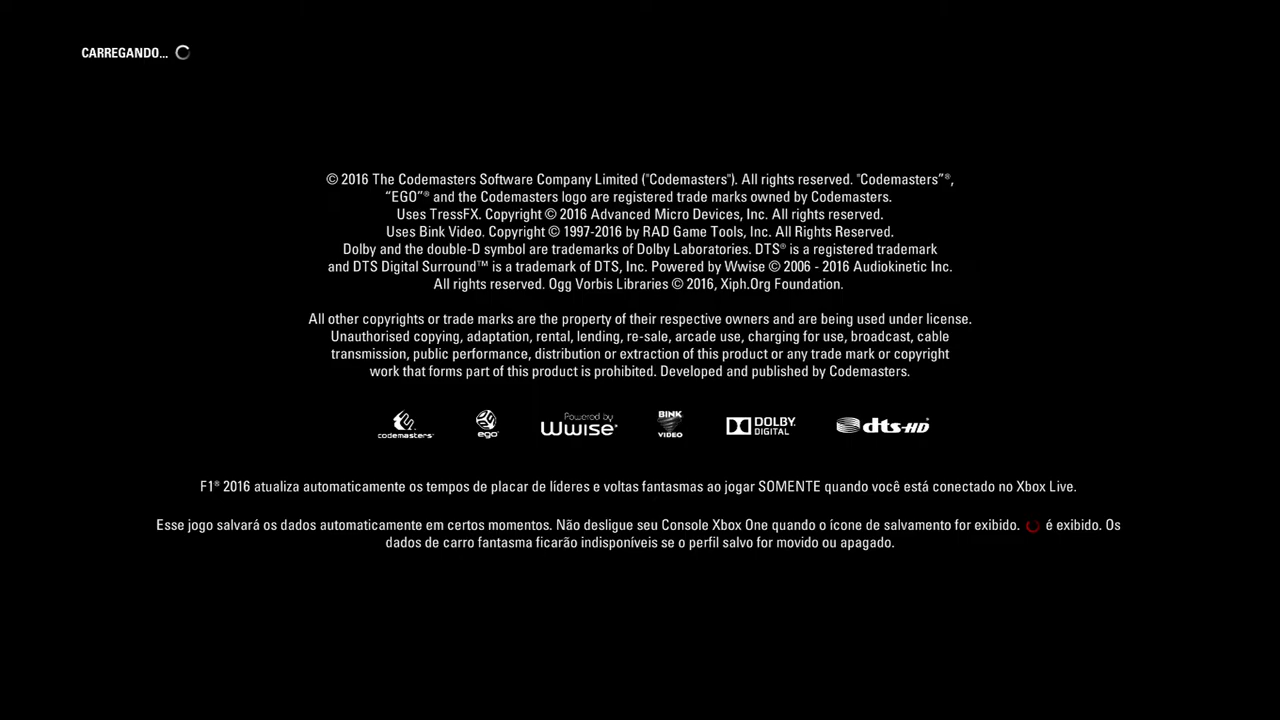 CARREGANDO...
© 2016 The Codemasters Software Company Limited ("Codemasters"). All rights reserved. "Codemasters”®,
“EGO”® and the Codemasters logo are registered trade marks owned by Codemasters.
Uses TressFX. Copyright © 2016 Advanced Micro Devices, Inc. All rights reserved.
Uses Bink Video. Copyright © 1997-2016 by RAD Game Tools, Inc. All Rights Reserved.
Dolby and the double-D symbol are trademarks of Dolby Laboratories. DTS® is a registered trademark
and DTS Digital Surround™ is a trademark of DTS, Inc. Powered by Wwise © 2006 - 2016 Audiokinetic Inc.
All rights reserved. Ogg Vorbis Libraries © 2016, Xiph.Org Foundation.
All other copyrights or trade marks are the property of their respective owners and are being used under license.
Unauthorised copying, adaptation, rental, lending, re-sale, arcade use, charging for use, broadcast, cable
transmission, public performance, distribution or extraction of this product or any trade mark or copyright
work that forms part of this product is prohibited. Developed and published by Codemasters.
codemasters® ego® Powered by Wwise® BINK VIDEO DOLBY DIGITAL dts-HD®
F1® 2016 atualiza automaticamente os tempos de placar de líderes e voltas fantasmas ao jogar SOMENTE quando você está conectado no Xbox Live.
Esse jogo salvará os dados automaticamente em certos momentos. Não desligue seu Console Xbox One quando o ícone de salvamento for exibido. é exibido. Os
dados de carro fantasma ficarão indisponíveis se o perfil salvo for movido ou apagado.